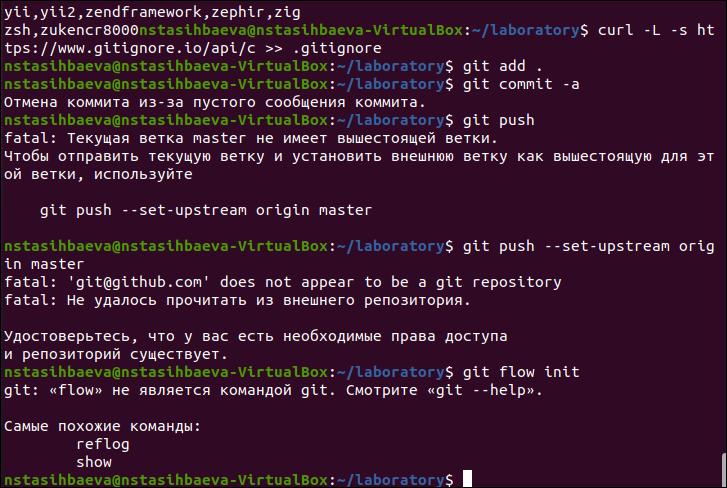 yii,yii2,zendframework,zephir,zig
zsh,zukencr8000nstasihbaeva@nstasihbaeva-VirtualBox:~/laboratory$ curl -L -s ht
tps://www.gitignore.io/api/c >> .gitignore
nstasihbaeva@nstasihbaeva-VirtualBox:~/laboratory$ git add .
nstasihbaeva@nstasihbaeva-VirtualBox:~/laboratory$ git commit -a
Отмена коммита из-за пустого сообщения коммита.
nstasihbaeva@nstasihbaeva-VirtualBox:~/laboratory$ git push
fatal: Текущая ветка master не имеет вышестоящей ветки.
Чтобы отправить текущую ветку и установить внешнюю ветку как вышестоящую для эт
ой ветки, используйте
    git push --set-upstream origin master
nstasihbaeva@nstasihbaeva-VirtualBox:~/laboratory$ git push --set-upstream orig
in master
fatal: 'git@github.com' does not appear to be a git repository
fatal: Не удалось прочитать из внешнего репозитория.
Удостоверьтесь, что у вас есть необходимые права доступа
и репозиторий существует.
nstasihbaeva@nstasihbaeva-VirtualBox:~/laboratory$ git flow init
git: «flow» не является командой git. Смотрите «git --help».
Самые похожие команды:
        reflog
        show
nstasihbaeva@nstasihbaeva-VirtualBox:~/laboratory$